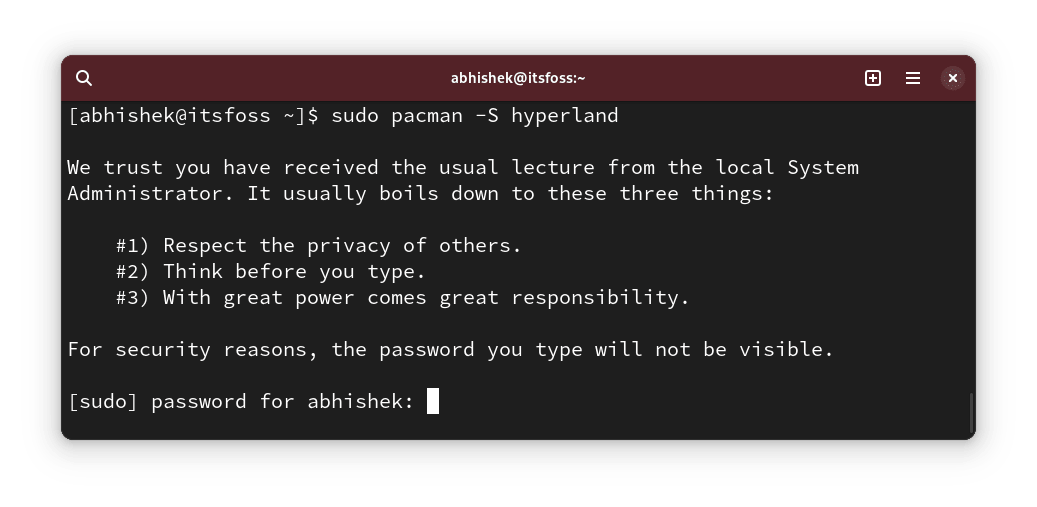 abhishek@itsfoss:~
[abhishek@itsfoss ~]$ sudo pacman -S hyperland
We trust you have received the usual lecture from the local System
Administrator. It usually boils down to these three things:
#1) Respect the privacy of others.
#2) Think before you type.
#3) With great power comes great responsibility.
For security reasons, the password you type will not be visible.
[sudo] password for abhishek: